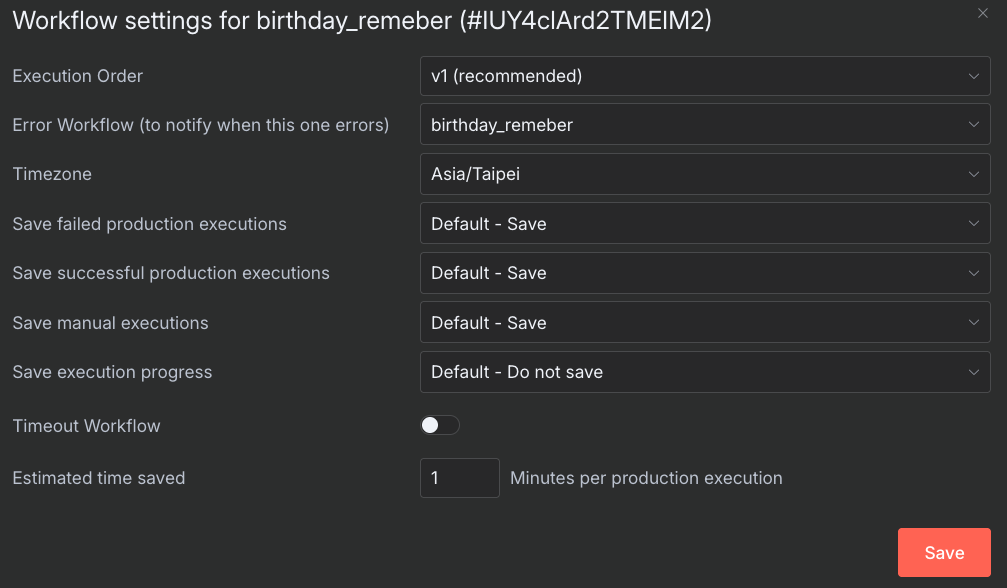 Workflow settings for birthday_remeber (#IUY4clArd2TMElM2)
Execution Order
v1 (recommended)
Error Workflow (to notify when this one errors)
birthday_remeber
Timezone
Asia/Taipei
Save failed production executions
Default - Save
Save successful production executions
Default - Save
Save manual executions
Default - Save
Save execution progress
Default - Do not save
Timeout Workflow
Estimated time saved
1
Minutes per production execution
Save